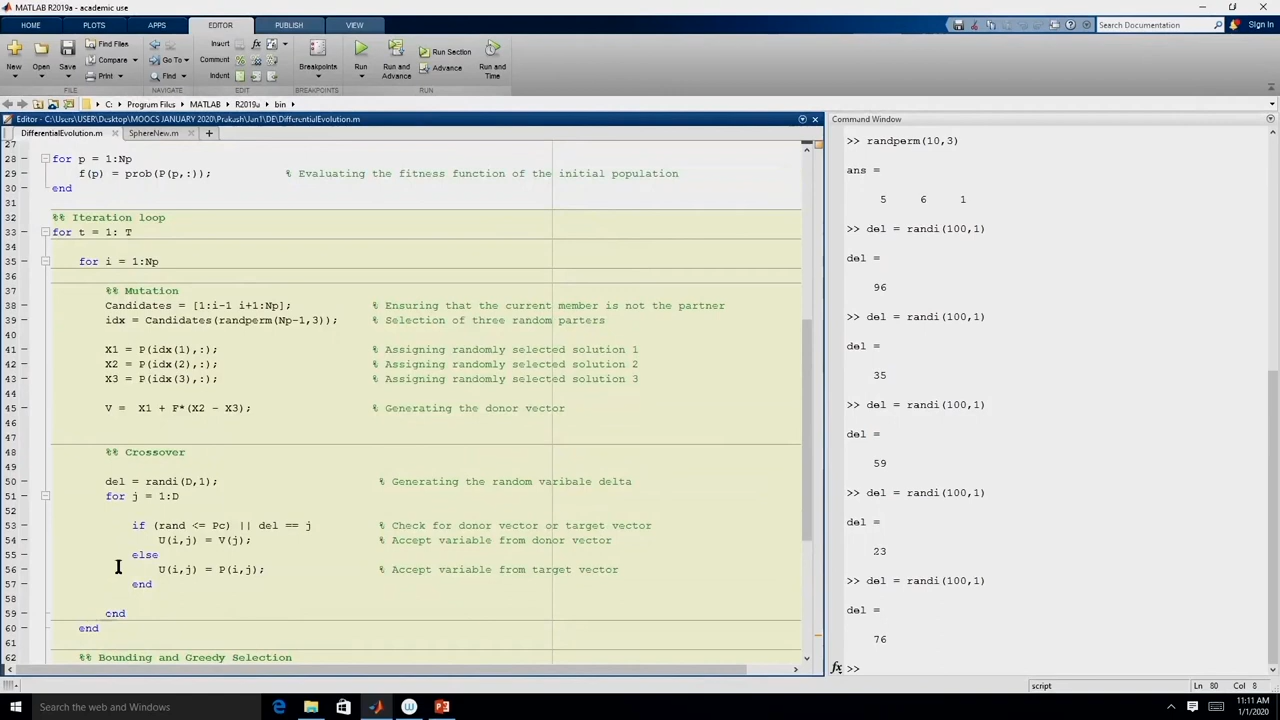 MATLAB R2019a - academic use
HOME PLOTS APPS EDITOR PUBLISH VIEW
Search Documentation Sign In
New Open Save Find Files Compare Print Go To Find Insert fx Comment Indent Breakpoints Run Run and Advance Run Section Advance Run and Time
FILE NAVIGATE EDIT BREAKPOINTS RUN
C: Program Files MATLAB R2019a bin
Editor - C:\Users\USER\Desktop\MOOCS JANUARY 2020\Prakash\Jan1\DE\DifferentialEvolution.m
DifferentialEvolution.m SphereNew.m +
27
28 for p = 1:Np
29 f(p) = prob(P(p,:)); % Evaluating the fitness function of the initial population
30 end
31
32 %% Iteration loop
33 for t = 1: T
34
35 for i = 1:Np
36
37 %% Mutation
38 Candidates = [1:i-1 i+1:Np]; % Ensuring that the current member is not the partner
39 idx = Candidates(randperm(Np-1,3)); % Selection of three random parters
40
41 X1 = P(idx(1),:); % Assigning randomly selected solution 1
42 X2 = P(idx(2),:); % Assigning randomly selected solution 2
43 X3 = P(idx(3),:); % Assigning randomly selected solution 3
44
45 V = X1 + F*(X2 - X3); % Generating the donor vector
46
47
48 %% Crossover
49
50 del = randi(D,1); % Generating the random varibale delta
51 for j = 1:D
52
53 if (rand <= Pc) || del == j % Check for donor vector or target vector
54 U(i,j) = V(j); % Accept variable from donor vector
55 else
56 U(i,j) = P(i,j); % Accept variable from target vector
57 end
58
59 end
60 end
61
62 %% Bounding and Greedy Selection
Command Window
>> randperm(10,3)
ans =
5 6 1
>> del = randi(100,1)
del =
96
>> del = randi(100,1)
del =
35
>> del = randi(100,1)
del =
59
>> del = randi(100,1)
del =
23
>> del = randi(100,1)
del =
76
fx >>
script Ln 80 Col 8
Search the Web and Windows
11:11 AM
1/1/2020